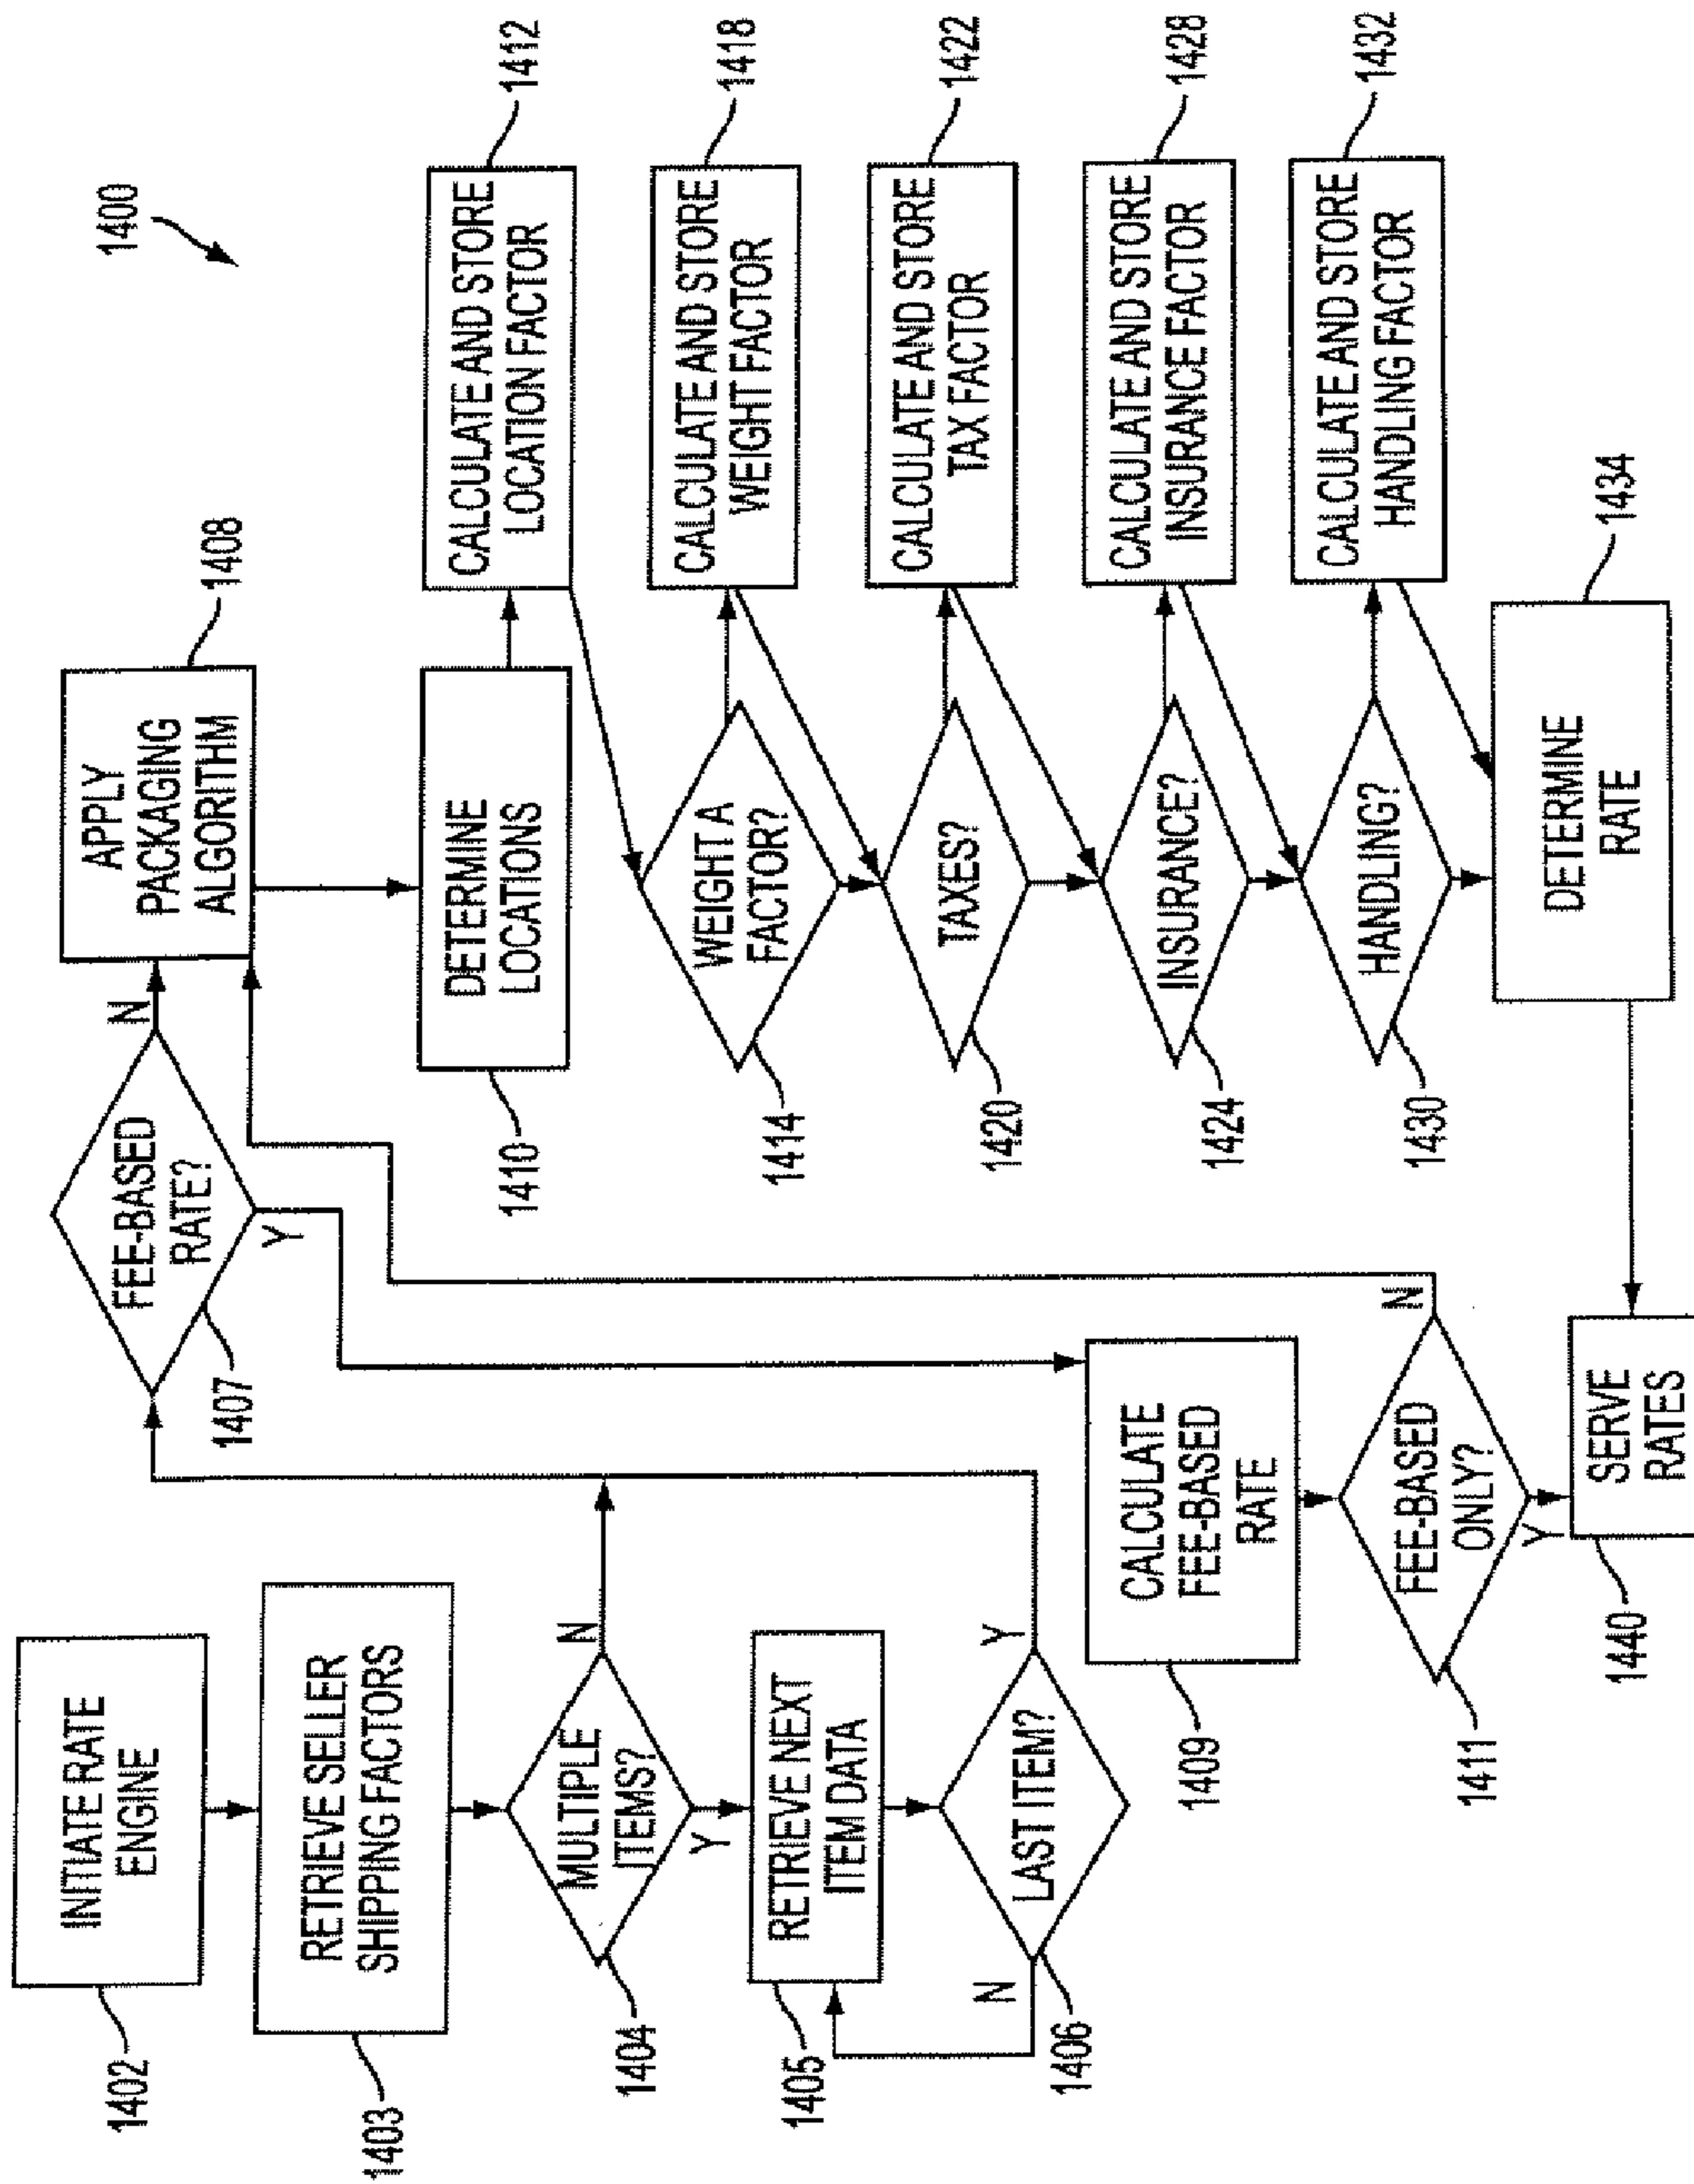 1400
INITIATE RATE
ENGINE
1402
RETRIEVE SELLER
SHIPPING FACTORS
1403
MULTIPLE
ITEMS?
1404
N
Y
RETRIEVE NEXT
ITEM DATA
1405
LAST ITEM?
1406
N
Y
FEE-BASED
RATE?
1407
N
Y
CALCULATE
FEE-BASED
RATE
1409
FEE-BASED
ONLY?
1411
N
Y
SERVE
RATES
1440
APPLY
PACKAGING
ALGORITHM
1408
DETERMINE
LOCATIONS
1410
CALCULATE AND STORE
LOCATION FACTOR
1412
WEIGHT A
FACTOR?
1414
CALCULATE AND STORE
WEIGHT FACTOR
1418
TAXES?
1420
CALCULATE AND STORE
TAX FACTOR
1422
INSURANCE?
1424
CALCULATE AND STORE
INSURANCE FACTOR
1428
HANDLING?
1430
CALCULATE AND STORE
HANDLING FACTOR
1432
DETERMINE
RATE
1434